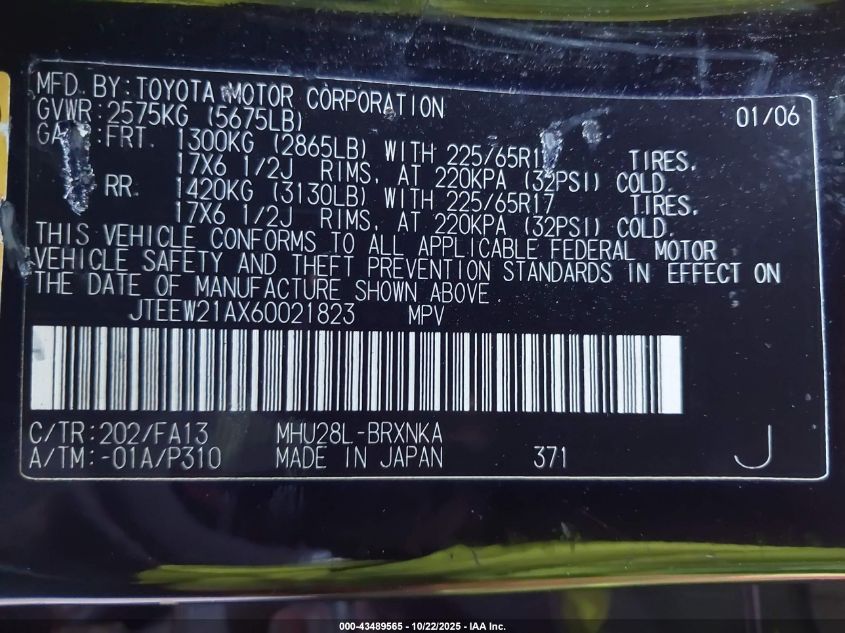 MFD. BY: TOYOTA MOTOR CORPORATION 01/06
GVWR: 2575KG (5675LB)
FRT. 1300KG (2865LB) WITH 225/65R1 TIRES,
17X6 1/2J RIMS, AT 220KPA (32PSI) COLD.
RR. 1420KG (3130LB) WITH 225/65R17 TIRES,
17X6 1/2J RIMS, AT 220KPA (32PSI) COLD.
THIS VEHICLE CONFORMS TO ALL APPLICABLE FEDERAL MOTOR
VEHICLE SAFETY AND THEFT PREVENTION STANDARDS IN EFFECT ON
THE DATE OF MANUFACTURE SHOWN ABOVE.
JTEEW21AX60021823 MPV
C/TR: 202/FA13 MHU28L-BRXNKA
A/TM: -01A/P310 MADE IN JAPAN 371 J
000-43489565 - 10/22/2025 - IAA Inc.